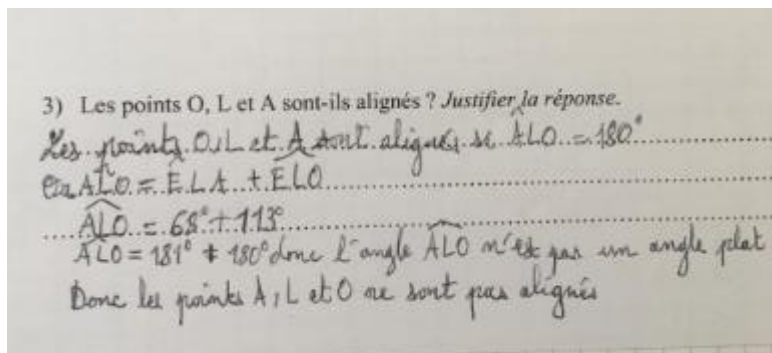 3) Les points O, L et A sont-ils alignés ? Justifier la réponse.
Les points O, L et A sont alignés si ALO = 180°
ALO = ELA + ELO
ALO = 68° + 113°
ALO = 181° ≠ 180° donc l'angle ALO n'est pas un angle plat
Donc les points A, L et O ne sont pas alignés